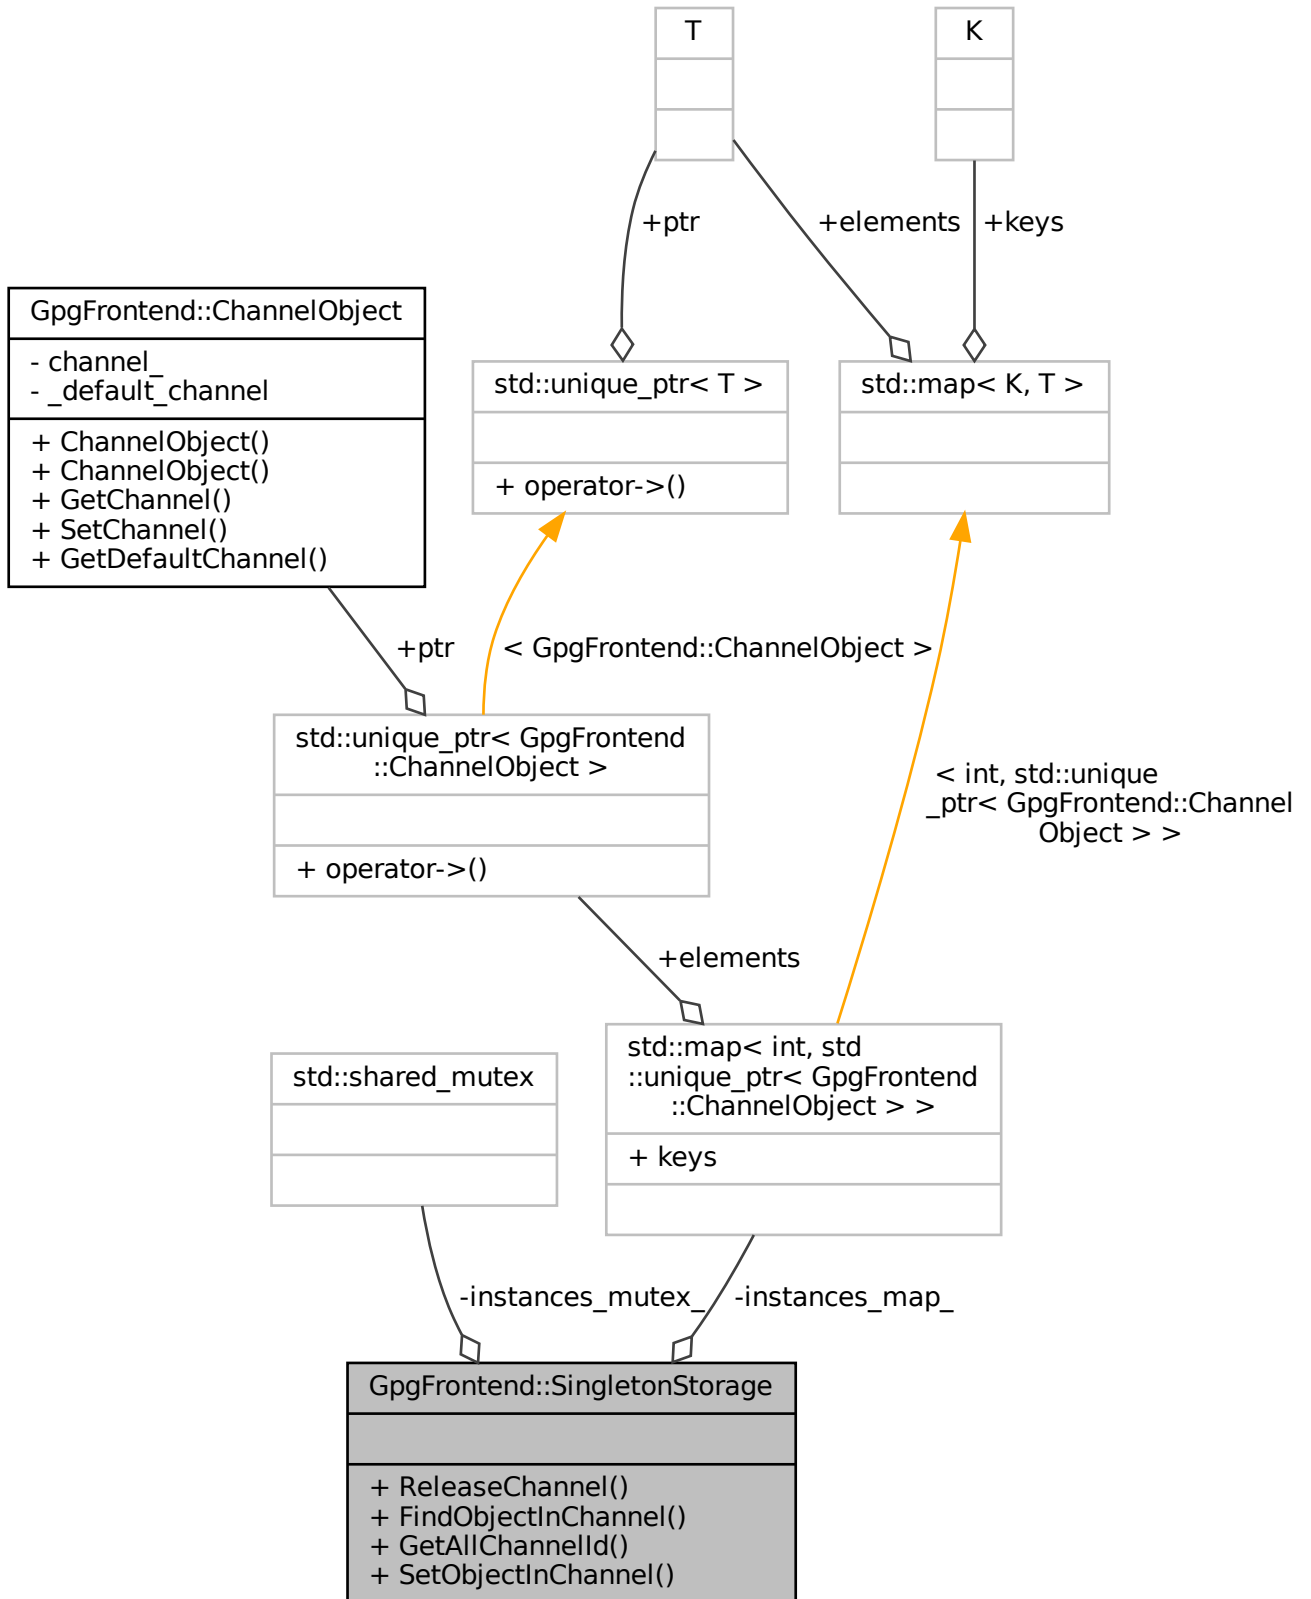 T
K
+ptr
+elements
+keys
GpgFrontend::ChannelObject
- channel_
- _default_channel
+ ChannelObject()
+ ChannelObject()
+ GetChannel()
+ SetChannel()
+ GetDefaultChannel()
std::unique_ptr< T >
+ operator->()
std::map< K, T >
+ptr
< GpgFrontend::ChannelObject >
std::unique_ptr< GpgFrontend
::ChannelObject >
+ operator->()
< int, std::unique
_ptr< GpgFrontend::Channel
Object > >
+elements
std::shared_mutex
std::map< int, std
::unique_ptr< GpgFrontend
::ChannelObject > >
+ keys
-instances_mutex_
-instances_map_
GpgFrontend::SingletonStorage
+ ReleaseChannel()
+ FindObjectInChannel()
+ GetAllChannelId()
+ SetObjectInChannel()